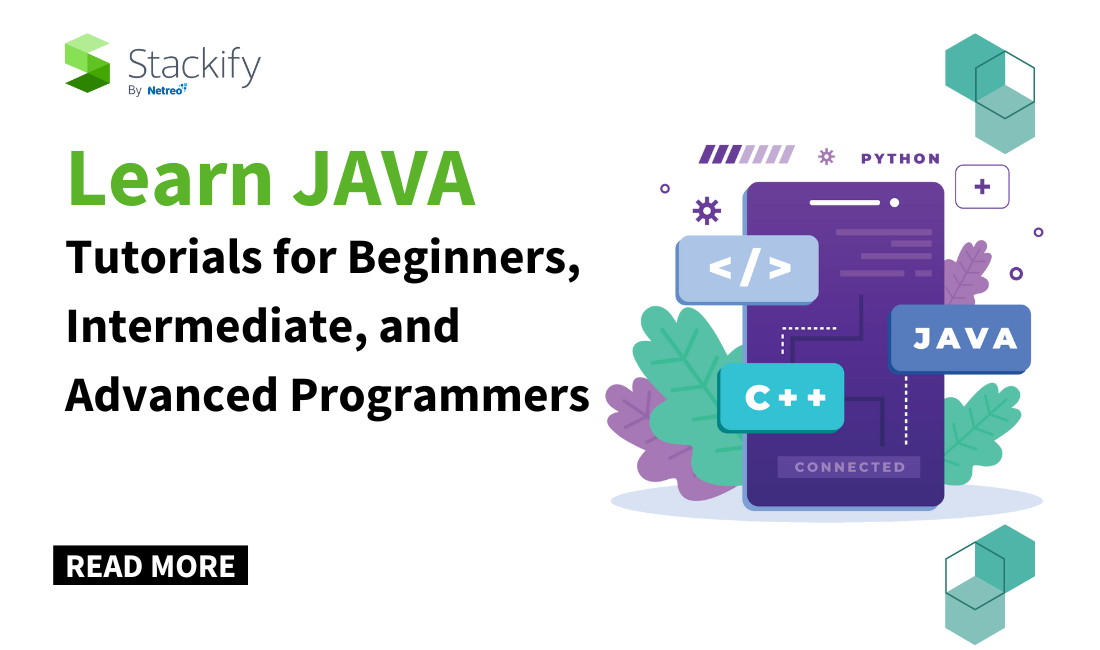 Stackify
By Netreo
Learn JAVA
Tutorials for Beginners,
Intermediate, and
Advanced Programmers
READ MORE
PYTHON
+
</>
JAVA
C++
CONNECTED